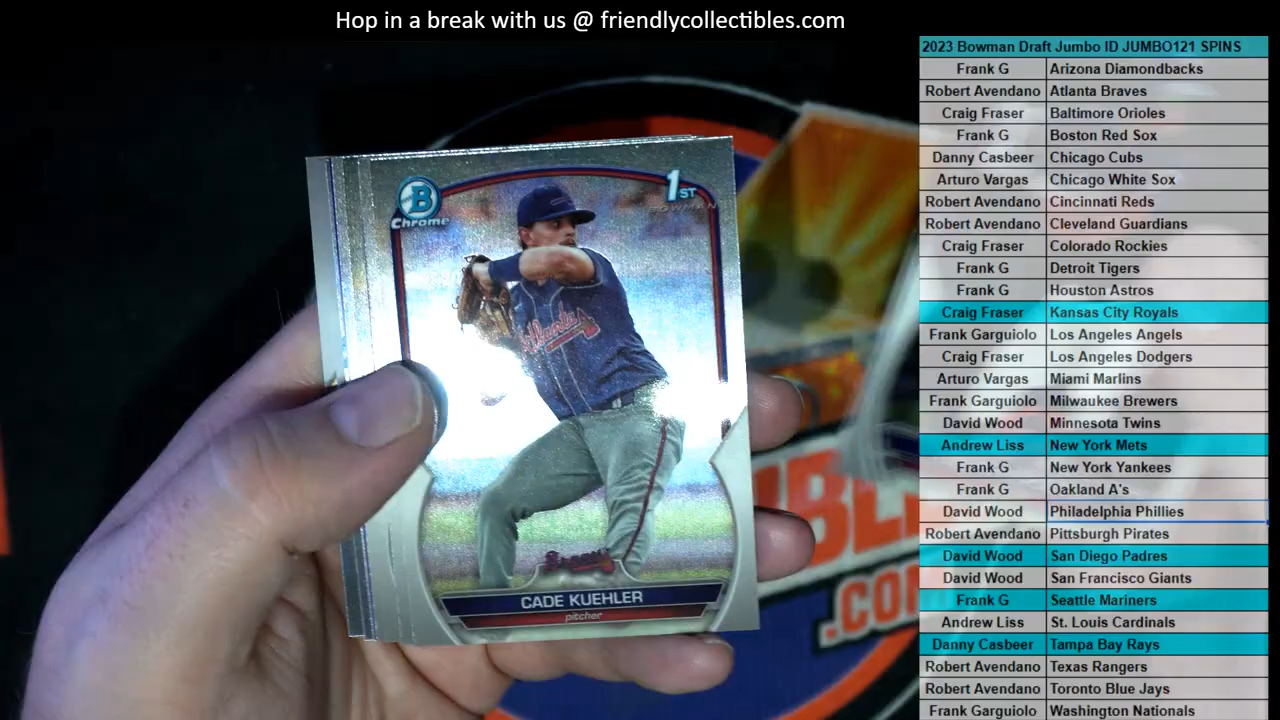 Hop in a break with us @ friendlycollectibles.com
B
Chrome
1ST
BOWMAN
Atlanta
Braves
CADE KUEHLER
pitcher
.COM
2023 Bowman Draft Jumbo ID JUMBO121 SPINS
Frank G Arizona Diamondbacks
Robert Avendano Atlanta Braves
Craig Fraser Baltimore Orioles
Frank G Boston Red Sox
Danny Casbeer Chicago Cubs
Arturo Vargas Chicago White Sox
Robert Avendano Cincinnati Reds
Robert Avendano Cleveland Guardians
Craig Fraser Colorado Rockies
Frank G Detroit Tigers
Frank G Houston Astros
Craig Fraser Kansas City Royals
Frank Garguiolo Los Angeles Angels
Craig Fraser Los Angeles Dodgers
Arturo Vargas Miami Marlins
Frank Garguiolo Milwaukee Brewers
David Wood Minnesota Twins
Andrew Liss New York Mets
Frank G New York Yankees
Frank G Oakland A's
David Wood Philadelphia Phillies
Robert Avendano Pittsburgh Pirates
David Wood San Diego Padres
David Wood San Francisco Giants
Frank G Seattle Mariners
Andrew Liss St. Louis Cardinals
Danny Casbeer Tampa Bay Rays
Robert Avendano Texas Rangers
Robert Avendano Toronto Blue Jays
Frank Garguiolo Washington Nationals